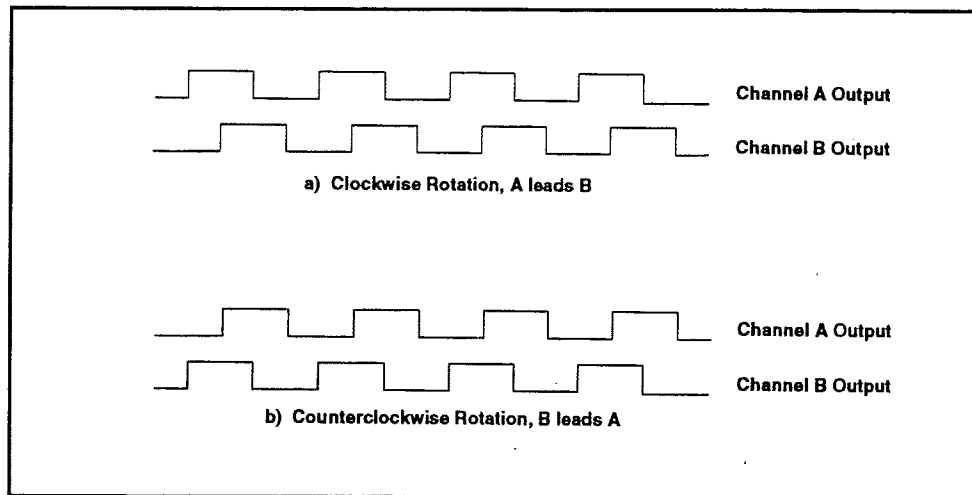 Channel A Output
Channel B Output
a) Clockwise Rotation, A leads B
Channel A Output
Channel B Output
b) Counterclockwise Rotation, B leads A